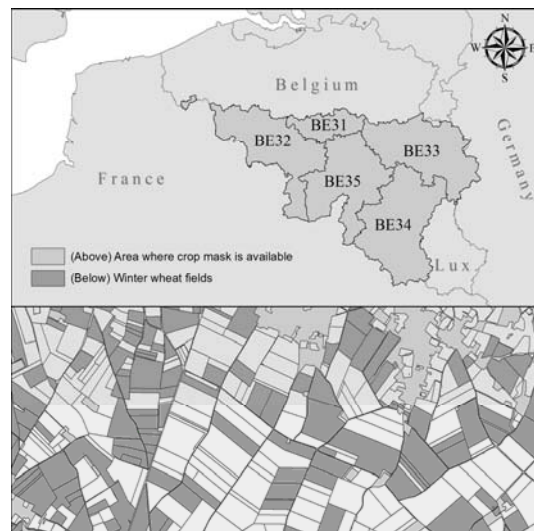 N
W E
S
Belgium
BE31
BE32
BE33
Germany
France
BE35
BE34
Lux
(Above) Area where crop mask is available
(Below) Winter wheat fields